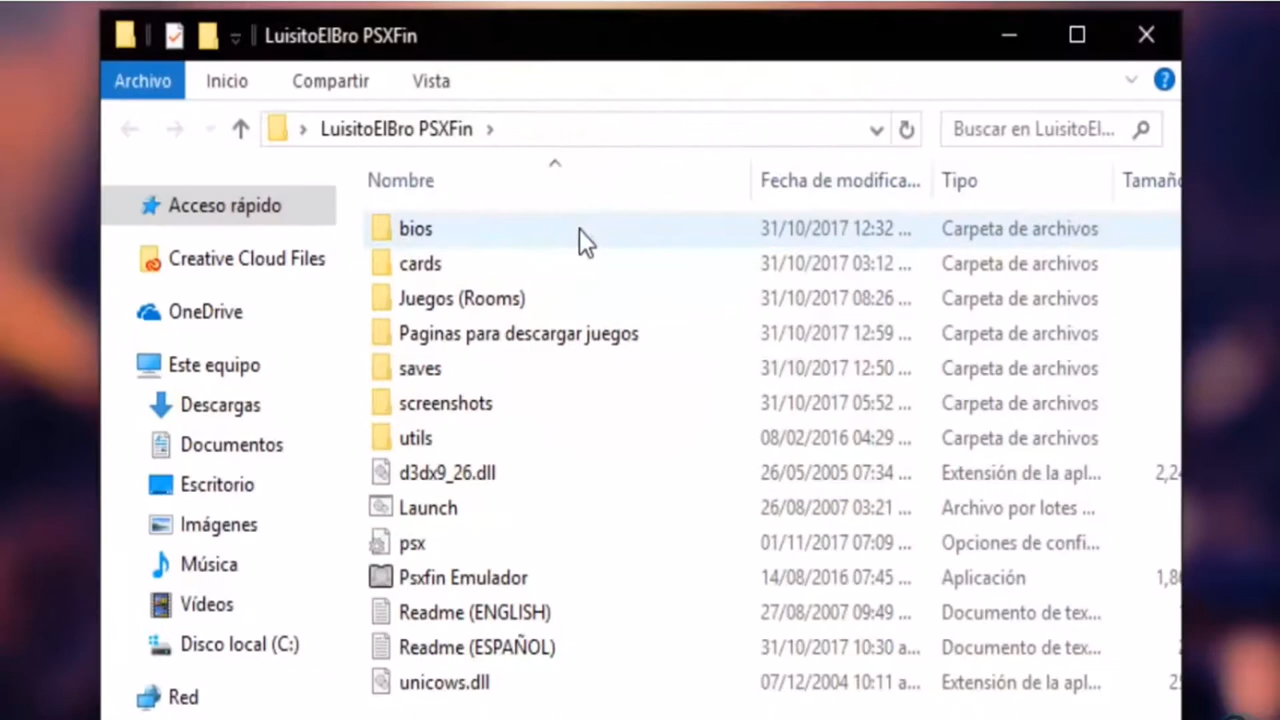 LuisitoElBro PSXFin
Archivo Inicio Compartir Vista
LuisitoElBro PSXFin Buscar en LuisitoEl...
Nombre Fecha de modifica... Tipo Tamaño
Acceso rápido
Creative Cloud Files
OneDrive
Este equipo
Descargas
Documentos
Escritorio
Imágenes
Música
Vídeos
Disco local (C:)
Red
bios 31/10/2017 12:32 ... Carpeta de archivos
cards 31/10/2017 03:12 ... Carpeta de archivos
Juegos (Rooms) 31/10/2017 08:26 ... Carpeta de archivos
Paginas para descargar juegos 31/10/2017 12:59 ... Carpeta de archivos
saves 31/10/2017 12:50 ... Carpeta de archivos
screenshots 31/10/2017 05:52 ... Carpeta de archivos
utils 08/02/2016 04:29 ... Carpeta de archivos
d3dx9_26.dll 26/05/2005 07:34 ... Extensión de la apl... 2,24
Launch 26/08/2007 03:21 ... Archivo por lotes ...
psx 01/11/2017 07:09 ... Opciones de confi...
Psxfin Emulador 14/08/2016 07:45 ... Aplicación 1,8
Readme (ENGLISH) 27/08/2007 09:49 ... Documento de tex...
Readme (ESPAÑOL) 31/10/2017 10:30 a... Documento de tex...
unicows.dll 07/12/2004 10:11 a... Extensión de la apl... 2